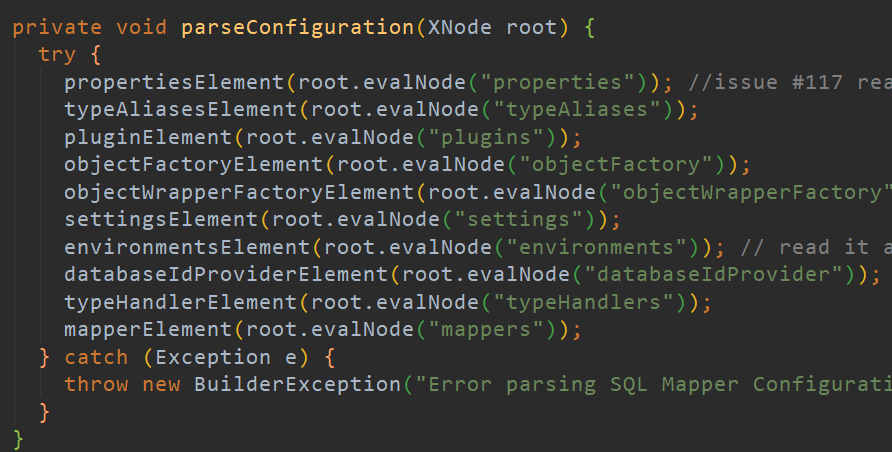 private void parseConfiguration(XNode root) {
try {
propertiesElement(root.evalNode("properties")); //issue #117 rea
typeAliasesElement(root.evalNode("typeAliases"));
pluginElement(root.evalNode("plugins"));
objectFactoryElement(root.evalNode("objectFactory"));
objectWrapperFactoryElement(root.evalNode("objectWrapperFactory"
settingsElement(root.evalNode("settings"));
environmentsElement(root.evalNode("environments")); // read it a
databaseIdProviderElement(root.evalNode("databaseIdProvider"));
typeHandlerElement(root.evalNode("typeHandlers"));
mapperElement(root.evalNode("mappers"));
} catch (Exception e) {
throw new BuilderException("Error parsing SQL Mapper Configurati
}
}